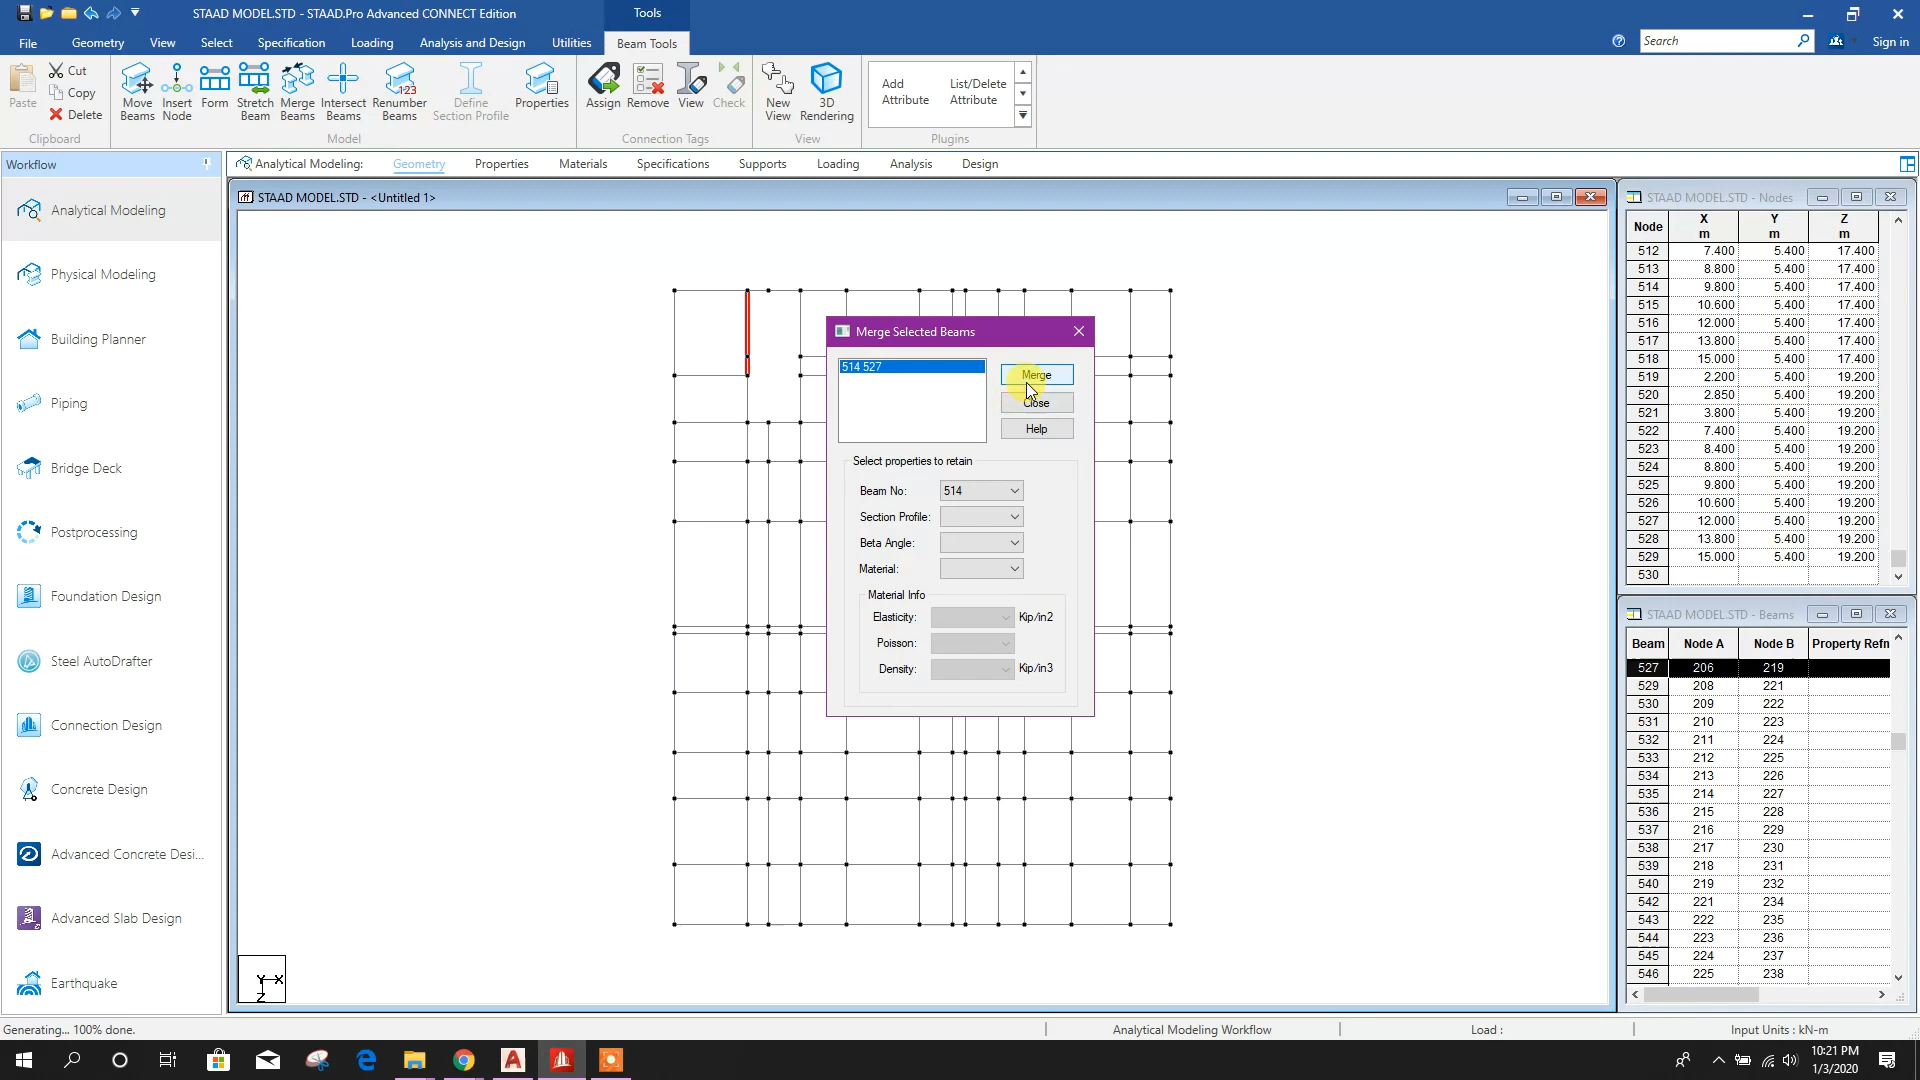 STAAD MODEL.STD - STAAD.Pro Advanced CONNECT Edition
Tools
File
Geometry
View
Select
Specification
Loading
Analysis and Design
Utilities
Beam Tools
Search
Sign in
Paste
Cut
Copy
Delete
Clipboard
Move Beams
Insert Node
Form
Stretch Beam
Merge Beams
Intersect Beams
Renumber Beams
Define Section Profile
Properties
Model
Assign
Remove
View
Check
Connection Tags
New View
3D Rendering
View
Add Attribute
List/Delete Attribute
Plugins
Workflow
Analytical Modeling
Physical Modeling
Building Planner
Piping
Bridge Deck
Postprocessing
Foundation Design
Steel AutoDrafter
Connection Design
Concrete Design
Advanced Concrete Desi...
Advanced Slab Design
Earthquake
Analytical Modeling:
Geometry
Properties
Materials
Specifications
Supports
Loading
Analysis
Design
STAAD MODEL.STD - <Untitled 1>
Merge Selected Beams
514 527
Merge
Close
Help
Select properties to retain
Beam No: 514
Section Profile:
Beta Angle:
Material:
Material Info
Elasticity: Kip/in2
Poisson:
Density: Kip/in3
Y X
Z
STAAD MODEL.STD - Nodes
Node X m Y m Z m
512 7.400 5.400 17.400
513 8.800 5.400 17.400
514 9.800 5.400 17.400
515 10.600 5.400 17.400
516 12.000 5.400 17.400
517 13.800 5.400 17.400
518 15.000 5.400 17.400
519 2.200 5.400 19.200
520 2.850 5.400 19.200
521 3.800 5.400 19.200
522 7.400 5.400 19.200
523 8.400 5.400 19.200
524 8.800 5.400 19.200
525 9.800 5.400 19.200
526 10.600 5.400 19.200
527 12.000 5.400 19.200
528 13.800 5.400 19.200
529 15.000 5.400 19.200
530
STAAD MODEL.STD - Beams
Beam Node A Node B Property Refn
527 206 219
529 208 221
530 209 222
531 210 223
532 211 224
533 212 225
534 213 226
535 214 227
536 215 228
537 216 229
538 217 230
539 218 231
540 219 232
542 221 234
543 222 235
544 223 236
545 224 237
546 225 238
Generating... 100% done.
Analytical Modeling Workflow
Load :
Input Units : kN-m
10:21 PM
1/3/2020